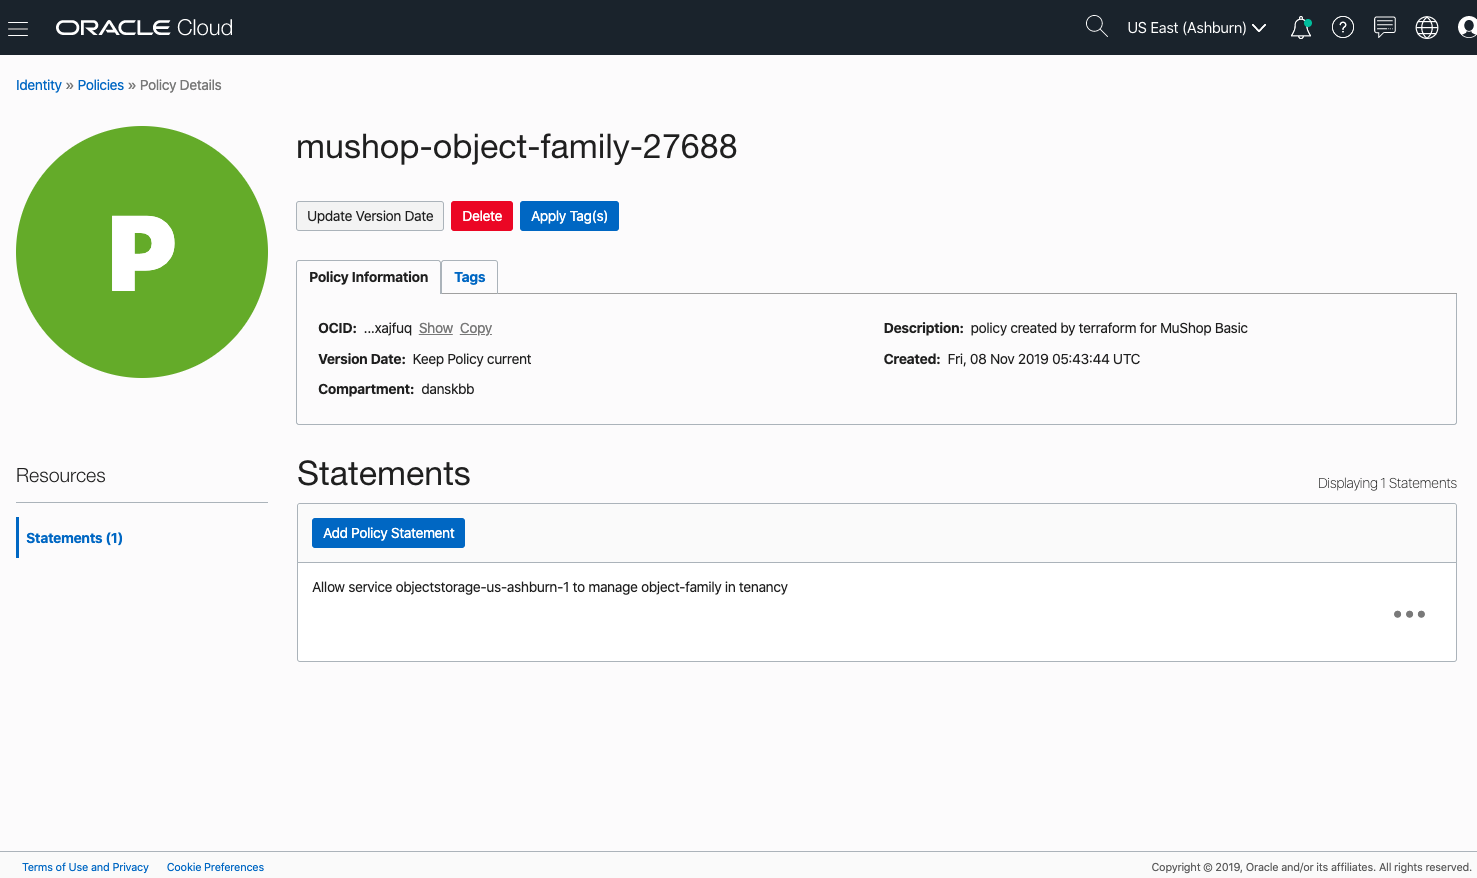 ORACLE Cloud
US East (Ashburn)
Identity » Policies » Policy Details
P
mushop-object-family-27688
Update Version Date Delete Apply Tag(s)
Policy Information Tags
OCID: ...xajfuq Show Copy
Description: policy created by terraform for MuShop Basic
Version Date: Keep Policy current
Created: Fri, 08 Nov 2019 05:43:44 UTC
Compartment: danskbb
Resources
Statements (1)
Statements
Displaying 1 Statements
Add Policy Statement
Allow service objectstorage-us-ashburn-1 to manage object-family in tenancy
Terms of Use and Privacy Cookie Preferences
Copyright © 2019, Oracle and/or its affiliates. All rights reserved.